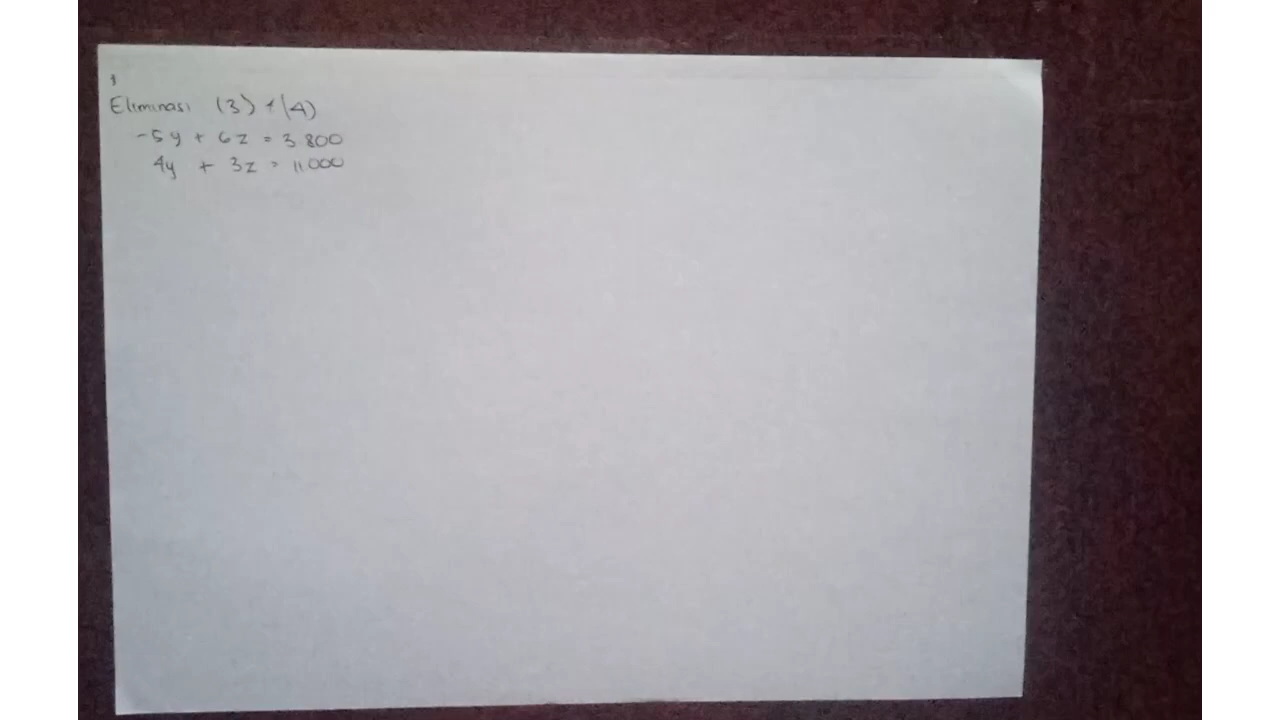 Eliminasi (3) & (4)
-5y + 6z = 3.800
4y + 3z = 11.000